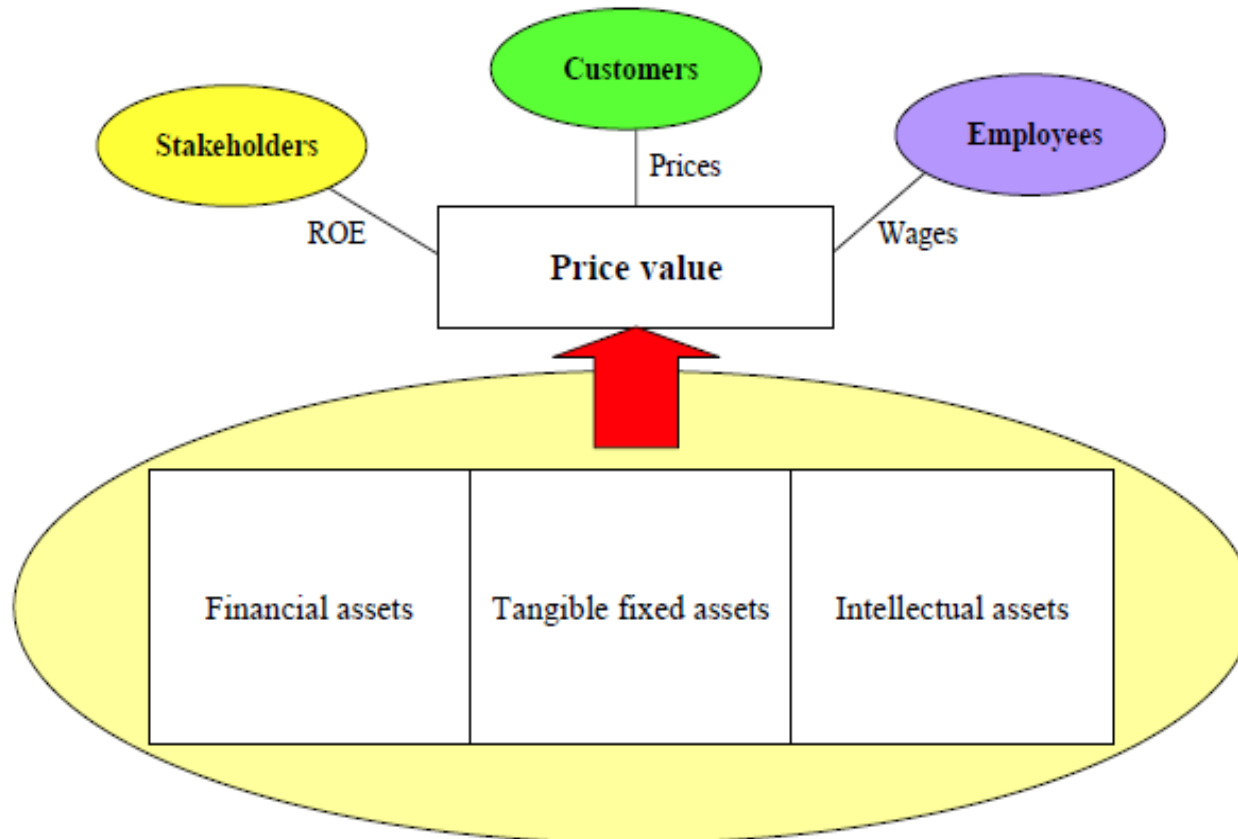 Customers
Stakeholders
Employees
Prices
ROE
Wages
Price value
Financial assets
Tangible fixed assets
Intellectual assets